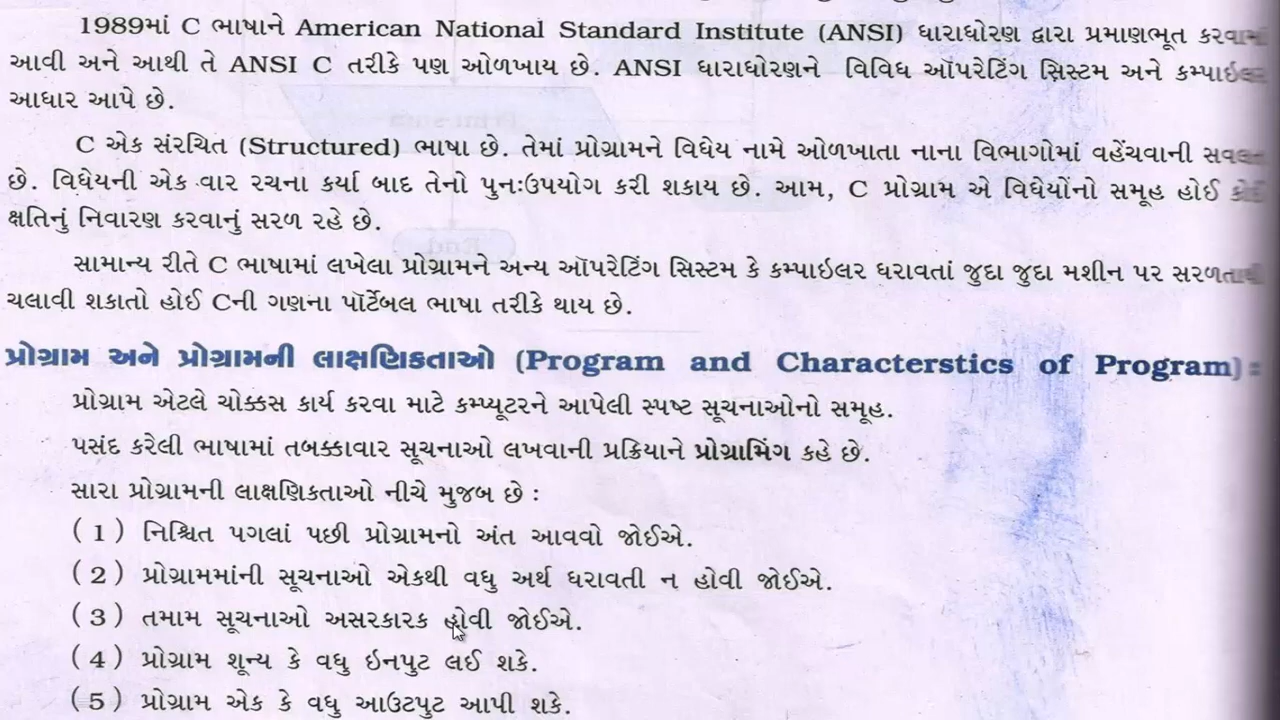 1989માં C ભાષાને American National Standard Institute (ANSI) ધારાધોરણ દ્વારા પ્રમાણભૂત કરવામાં
આવી અને આથી તે ANSI C તરીકે પણ ઓળખાય છે. ANSI ધારાધોરણને વિવિધ ઑપરેટિંગ સિસ્ટમ અને કમ્પાઇલર
આધાર આપે છે.
C એક સંરચિત (Structured) ભાષા છે. તેમાં પ્રોગ્રામને વિધેય નામે ઓળખાતા નાના વિભાગોમાં વહેંચવાની સવલત
છે. વિધેયની એક વાર રચના કર્યા બાદ તેનો પુનઃઉપયોગ કરી શકાય છે. આમ, C પ્રોગ્રામ એ વિધેયોનો સમૂહ હોઈ કોઈ
ક્ષતિનું નિવારણ કરવાનું સરળ રહે છે.
સામાન્ય રીતે C ભાષામાં લખેલા પ્રોગ્રામને અન્ય ઑપરેટિંગ સિસ્ટમ કે કમ્પાઇલર ધરાવતાં જુદા જુદા મશીન પર સરળતાથી
ચલાવી શકાતો હોઈ Cની ગણના પૉર્ટેબલ ભાષા તરીકે થાય છે.
પ્રોગ્રામ અને પ્રોગ્રામની લાક્ષણિકતાઓ (Program and Characterstics of Program) :
પ્રોગ્રામ એટલે ચોક્કસ કાર્ય કરવા માટે કમ્પ્યૂટરને આપેલી સ્પષ્ટ સૂચનાઓનો સમૂહ.
પસંદ કરેલી ભાષામાં તબક્કાવાર સૂચનાઓ લખવાની પ્રક્રિયાને પ્રોગ્રામિંગ કહે છે.
સારા પ્રોગ્રામની લાક્ષણિકતાઓ નીચે મુજબ છે :
(1) નિશ્ચિત પગલાં પછી પ્રોગ્રામનો અંત આવવો જોઈએ.
(2) પ્રોગ્રામમાંની સૂચનાઓ એકથી વધુ અર્થ ધરાવતી ન હોવી જોઈએ.
(3) તમામ સૂચનાઓ અસરકારક હોવી જોઈએ.
(4) પ્રોગ્રામ શૂન્ય કે વધુ ઇનપુટ લઈ શકે.
(5) પ્રોગ્રામ એક કે વધુ આઉટપુટ આપી શકે.